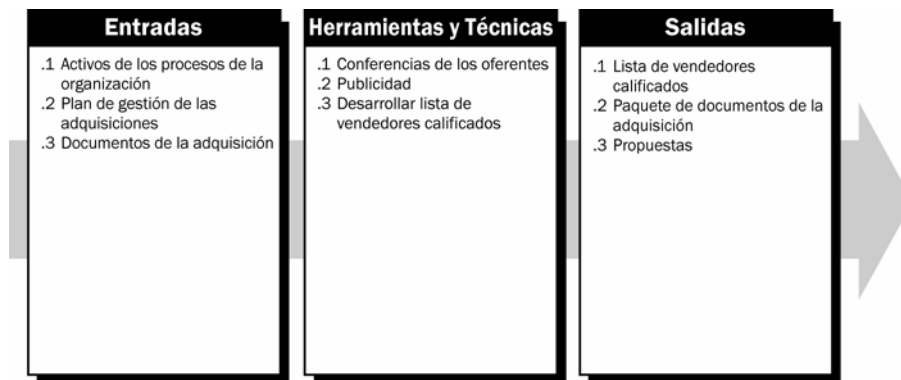 Entradas
.1 Activos de los procesos de la
organización
.2 Plan de gestión de las
adquisiciones
.3 Documentos de la adquisición
Herramientas y Técnicas
.1 Conferencias de los oferentes
.2 Publicidad
.3 Desarrollar lista de
vendedores calificados
Salidas
.1 Lista de vendedores
calificados
.2 Paquete de documentos de la
adquisición
.3 Propuestas